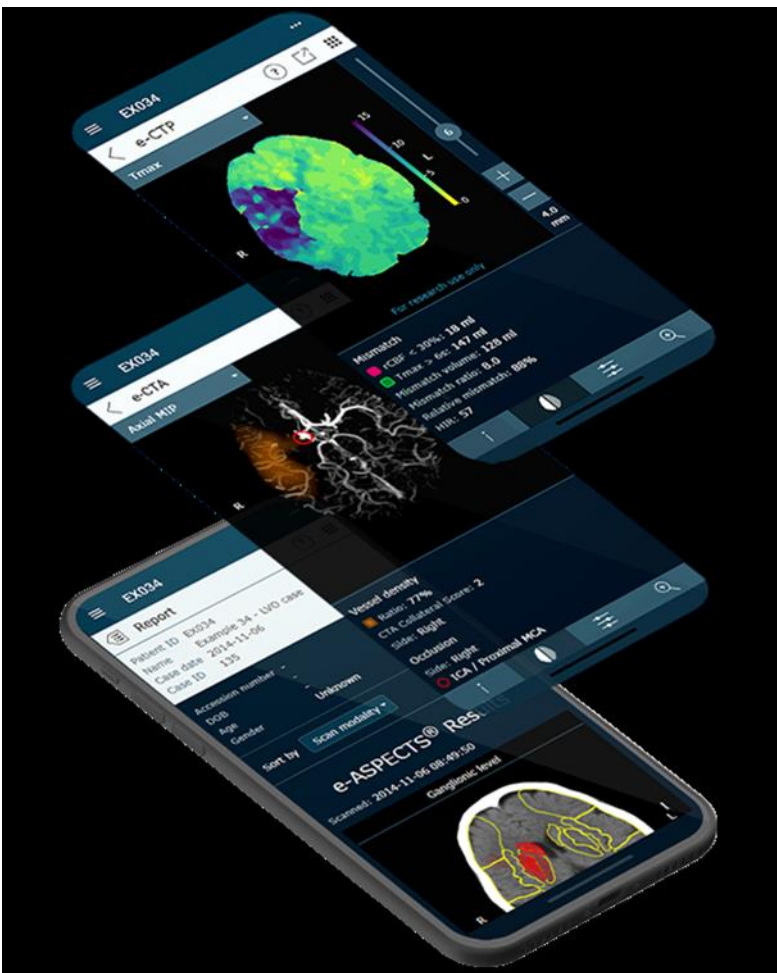 EX034
e-CTP
Tmax
15
10
5
0
L
R
6
4.0
mm
For research use only
Mismatch
rCBF < 30%: 18 ml
Tmax > 6s: 147 ml
Mismatch volume: 128 ml
Mismatch ratio: 8.0
Relative mismatch: 88%
HIR: 57
EX034
e-CTA
Axial MIP
R
Vessel density
Ratio: 77%
CTA Collateral Score: 2
Side: Right
Occlusion
Side: Right
ICA / Proximal MCA
EX034
Report
Patient ID EX034
Name Example 34 - LVO case
Case date 2014-11-06
Case ID 135
Accession number -
DOB -
Age -
Gender Unknown
Sort by Scan modality
e-ASPECTS® Results
Scanned: 2014-11-06 08:49:50
Ganglionic level
L
R